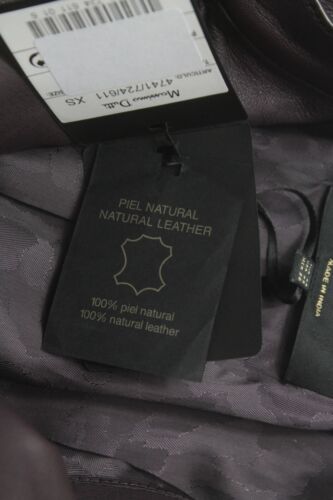 Massimo Dutti
ARTICULO: 4741/724/611
SIZE: XS
PIEL NATURAL
NATURAL LEATHER
100% piel natural
100% natural leather
MADE IN INDIA